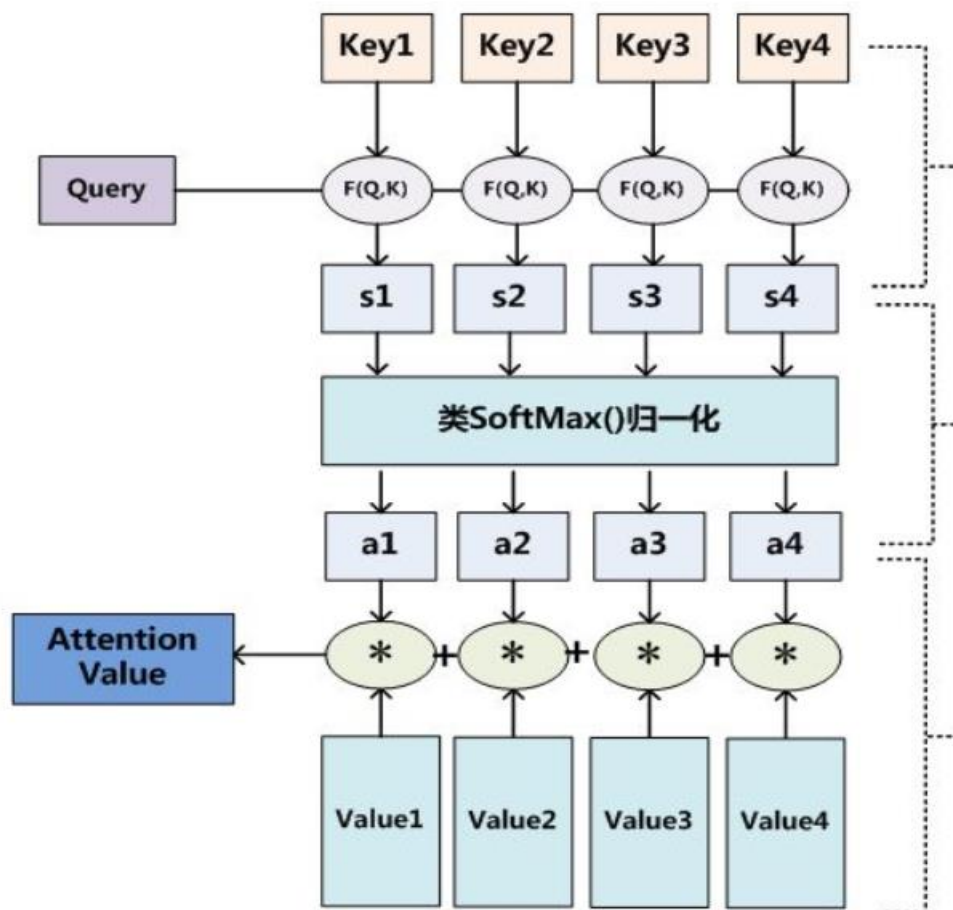 Key1 Key2 Key3 Key4
Query F(Q,K) F(Q,K) F(Q,K) F(Q,K)
s1 s2 s3 s4
类SoftMax()归一化
a1 a2 a3 a4
Attention
Value
* + * + * + *
Value1 Value2 Value3 Value4